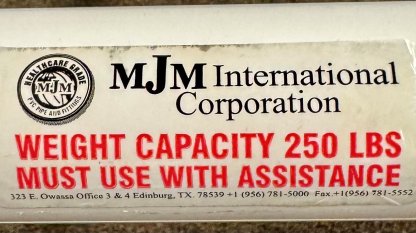 HEALTHCARE GRADE
MJM
PVC PIPE AND FITTINGS
MJM International
Corporation
WEIGHT CAPACITY 250 LBS
MUST USE WITH ASSISTANCE
323 E. Owassa Office 3 & 4 Edinburg, TX. 78539 +1 (956) 781-5000 Fax.+1(956) 781-5552